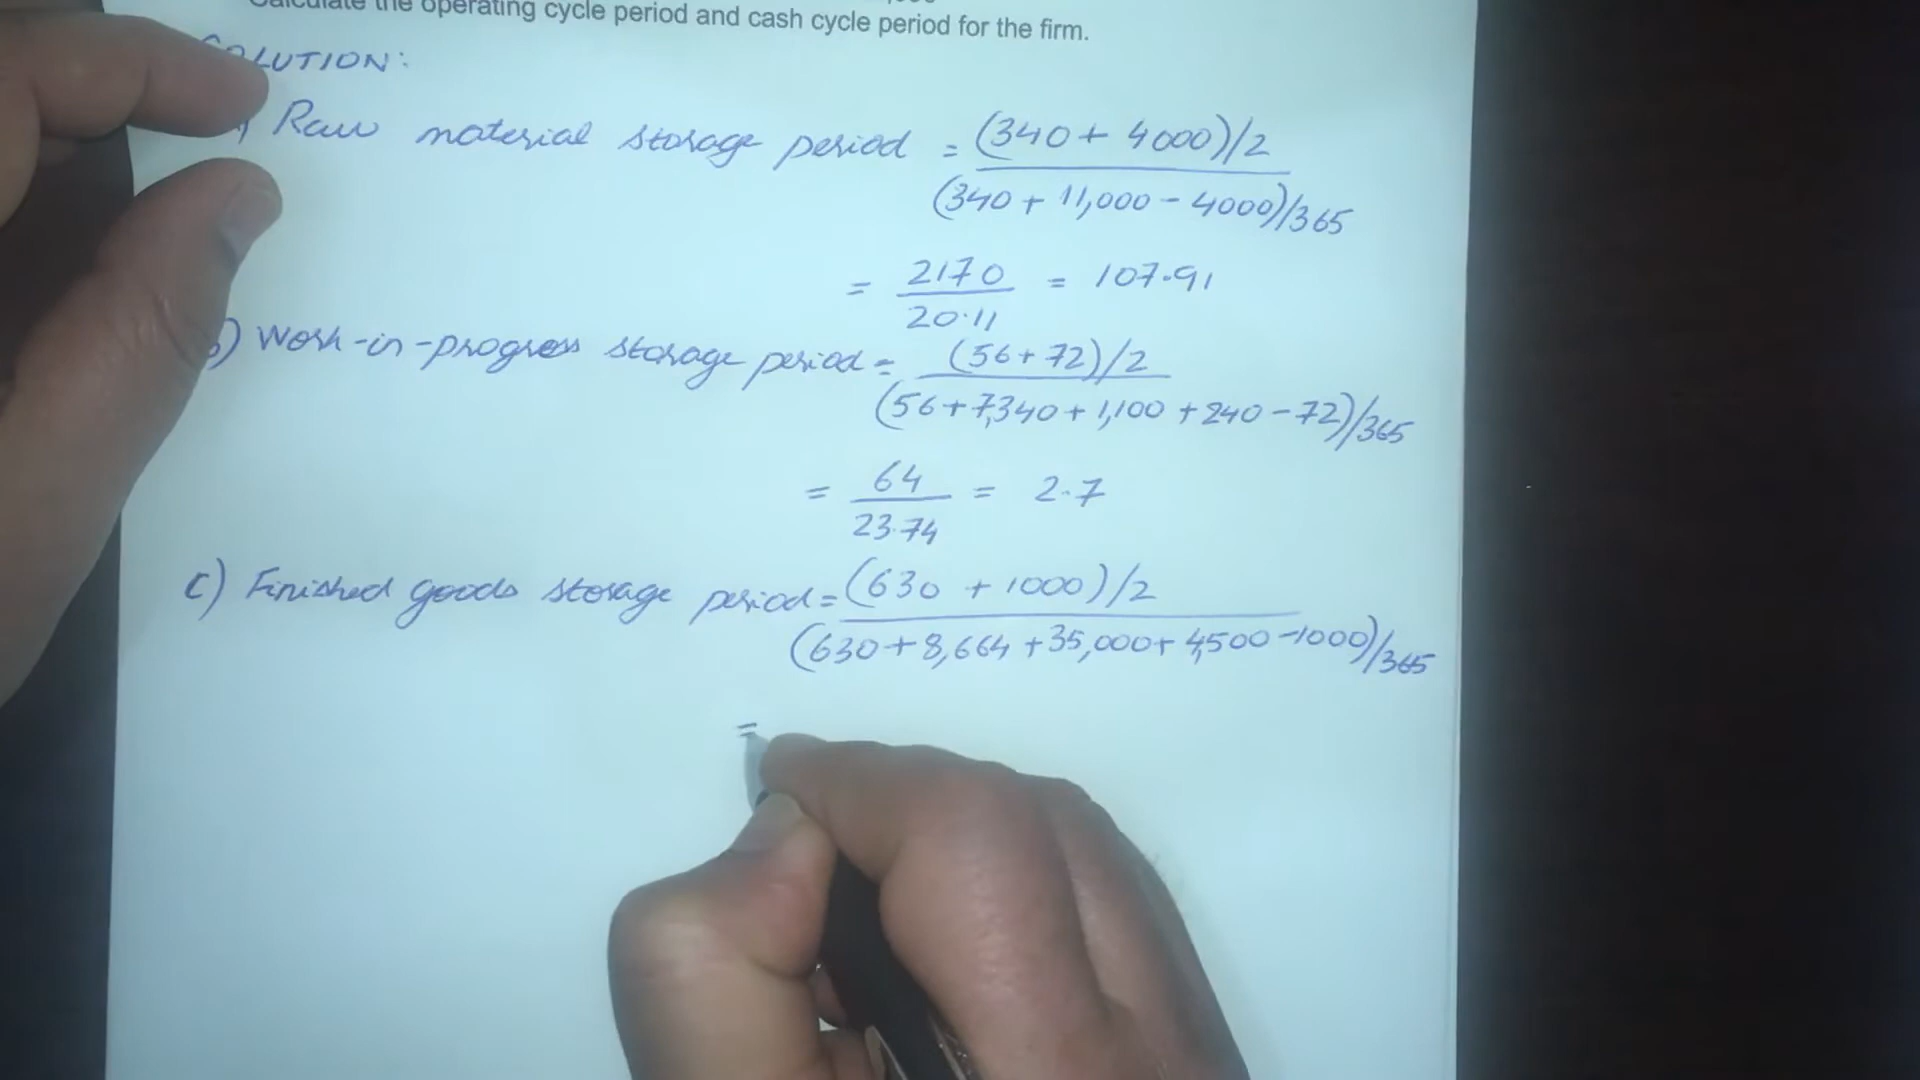 the operating cycle period and cash cycle period for the firm.
SOLUTION:
Raw material storage period = (340 + 4000)/2
(340 + 11,000 - 4000)/365
= 2170 = 107.91
20.11
b) Work-in-progress storage period = (56 + 72)/2
(56 + 7,340 + 1,100 + 240 - 72)/365
= 64 = 2.7
23.74
c) Finished goods storage period = (630 + 1000)/2
(630 + 8,664 + 35,000 + 4,500 - 1000)/365
=